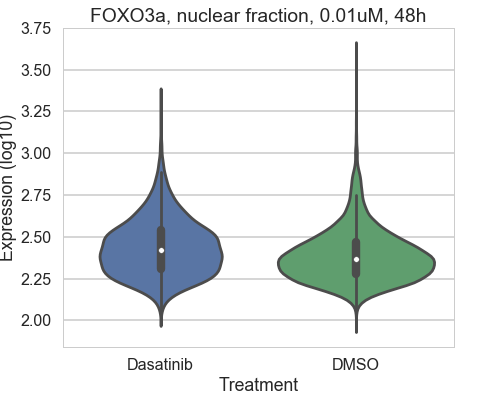 FOXO3a, nuclear fraction, 0.01uM, 48h
3.75
3.50
3.25
3.00
2.75
2.50
2.25
2.00
Expression (log10)
Dasatinib DMSO
Treatment